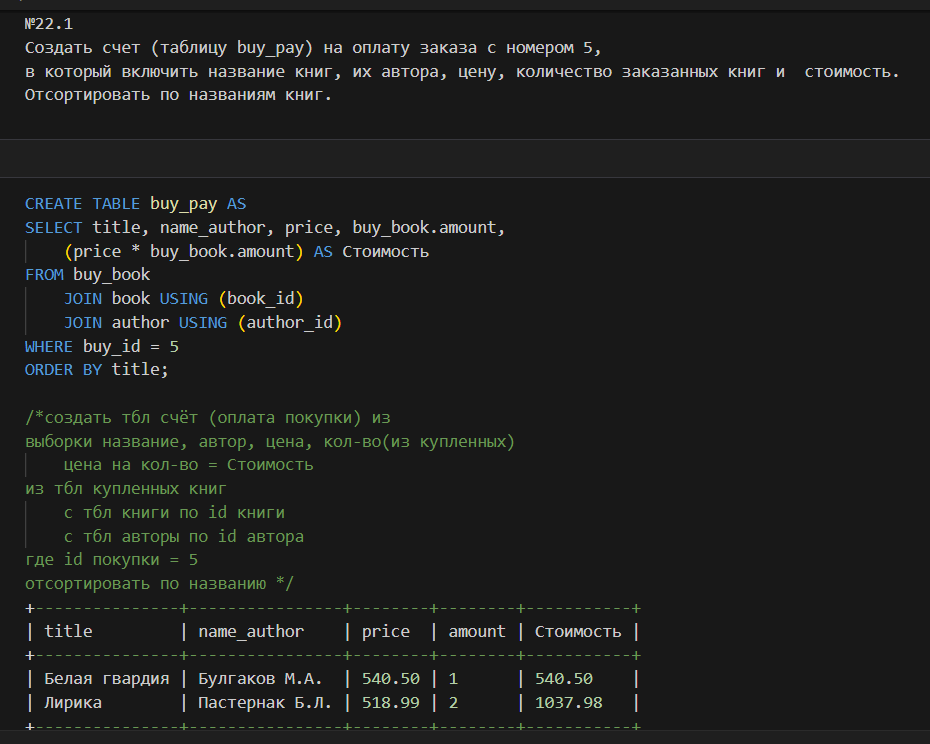 №22.1
Создать счет (таблицу buy_pay) на оплату заказа с номером 5,
в который включить название книг, их автора, цену, количество заказанных книг и  стоимость.
Отсортировать по названиям книг.
CREATE TABLE buy_pay AS
SELECT title, name_author, price, buy_book.amount,
    (price * buy_book.amount) AS Стоимость
FROM buy_book
    JOIN book USING (book_id)
    JOIN author USING (author_id)
WHERE buy_id = 5
ORDER BY title;
/*создать тбл счёт (оплата покупки) из
выборки название, автор, цена, кол-во(из купленных)
    цена на кол-во = Стоимость
из тбл купленных книг
    с тбл книги по id книги
    с тбл авторы по id автора
где id покупки = 5
отсортировать по названию */
+---------------+----------------+--------+--------+-----------+
| title         | name_author    | price  | amount | Стоимость |
+---------------+----------------+--------+--------+-----------+
| Белая гвардия | Булгаков М.А.  | 540.50 | 1      | 540.50    |
| Лирика        | Пастернак Б.Л. | 518.99 | 2      | 1037.98   |
+---------------+----------------+--------+--------+-----------+